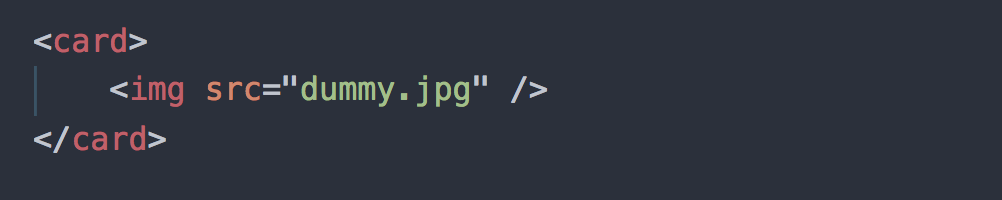 <card>
    <img src="dummy.jpg" />
</card>